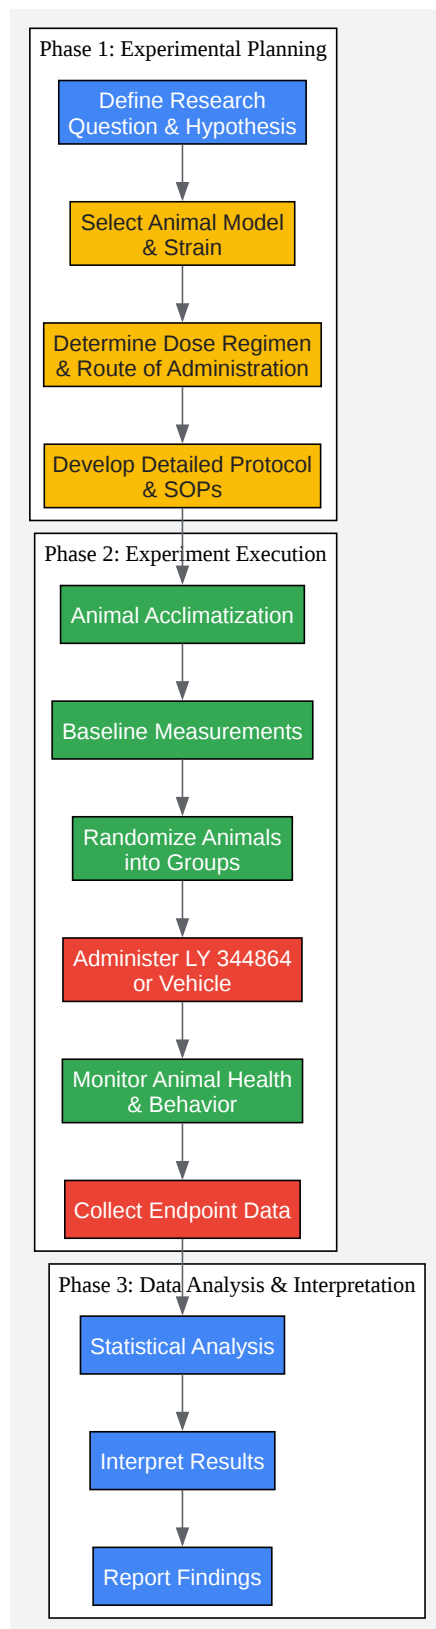 Phase 1: Experimental Planning
Define Research
Question & Hypothesis
Select Animal Model
& Strain
Determine Dose Regimen
& Route of Administration
Develop Detailed Protocol
& SOPs
Phase 2: Experiment Execution
Animal Acclimatization
Baseline Measurements
Randomize Animals
into Groups
Administer LY 344864
or Vehicle
Monitor Animal Health
& Behavior
Collect Endpoint Data
Phase 3: Data Analysis & Interpretation
Statistical Analysis
Interpret Results
Report Findings